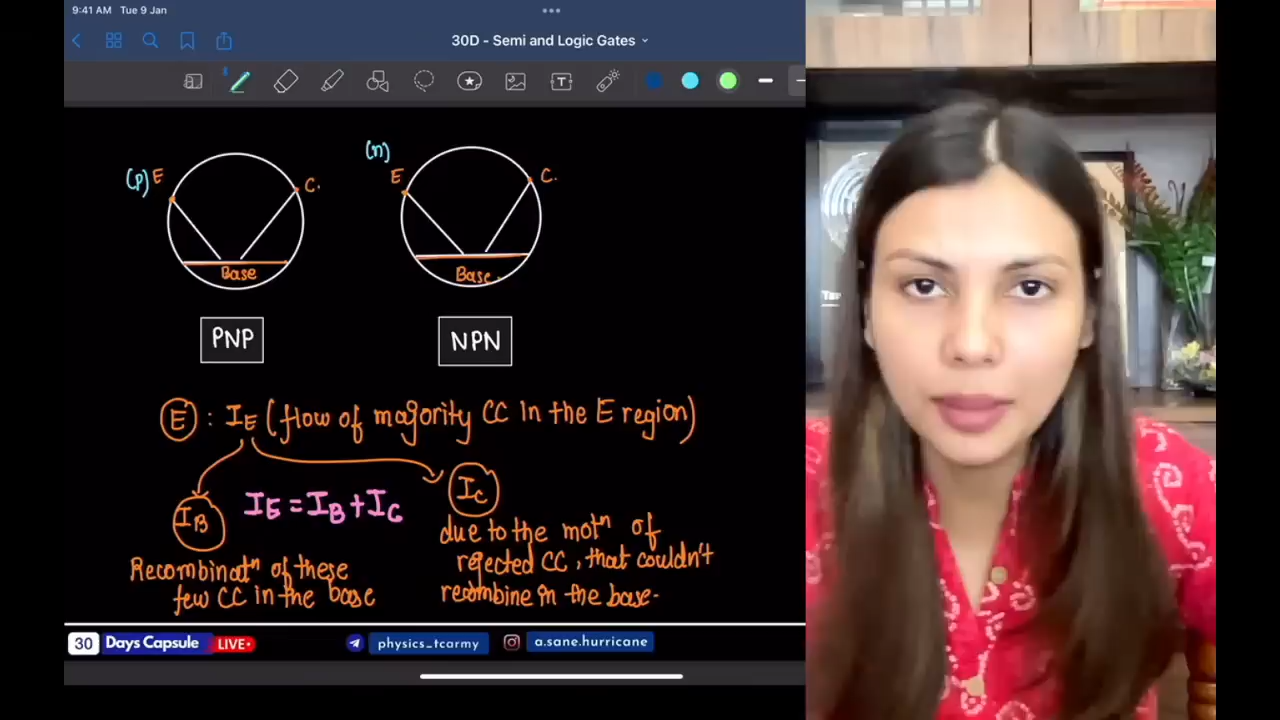 9:41 AM Tue 9 Jan
30D - Semi and Logic Gates
(p) E C.
(n) E C.
Base
Base
PNP
NPN
E : IE (flow of majority CC in the E region)
IB IE = IB + IC IC
due to the motn of
rejected CC, that couldn't
recombine in the base.
Recombinatn of these
few CC in the base
30 Days Capsule LIVE physics_tcarmy a.sane.hurricane